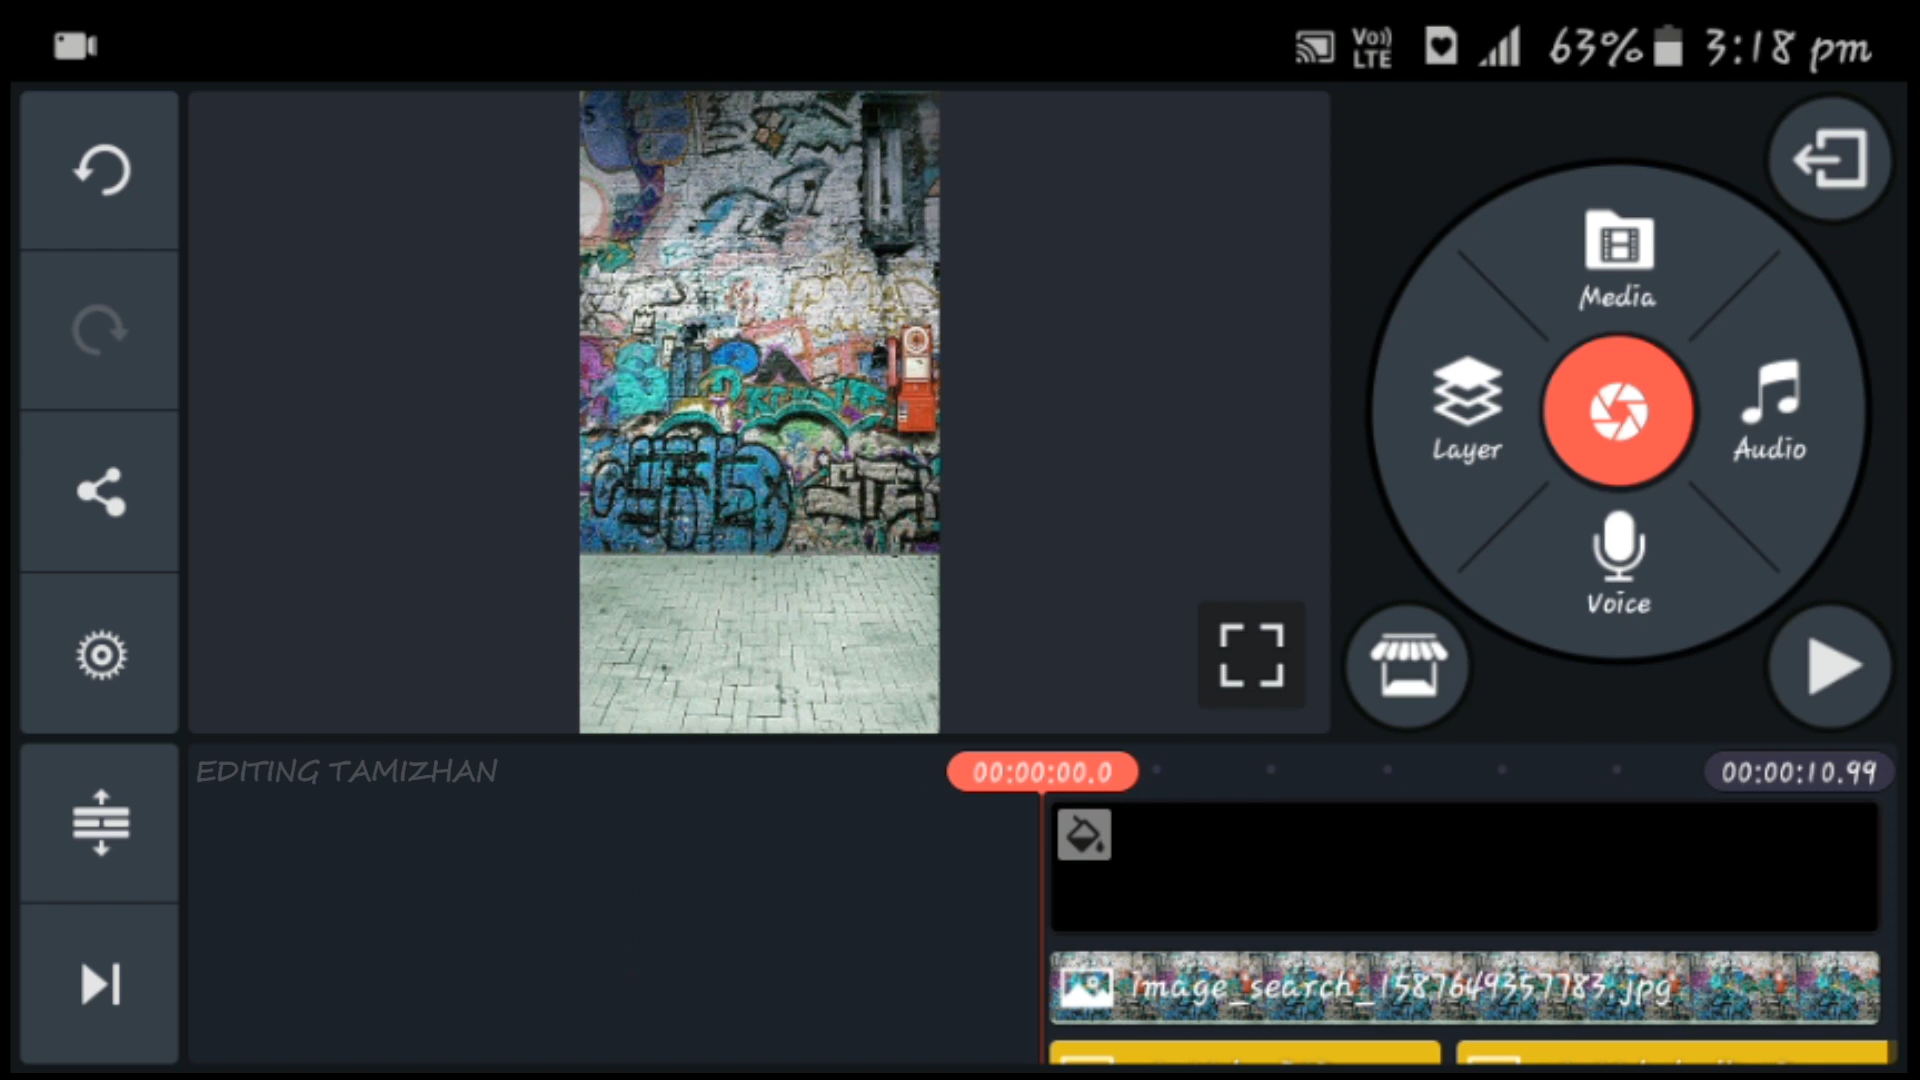 VoI) LTE 63% 3:18 pm
Media
Layer
Audio
Voice
EDITING TAMIZHAN
00:00:00.0
00:00:10.99
image_search_1587649357783.jpg